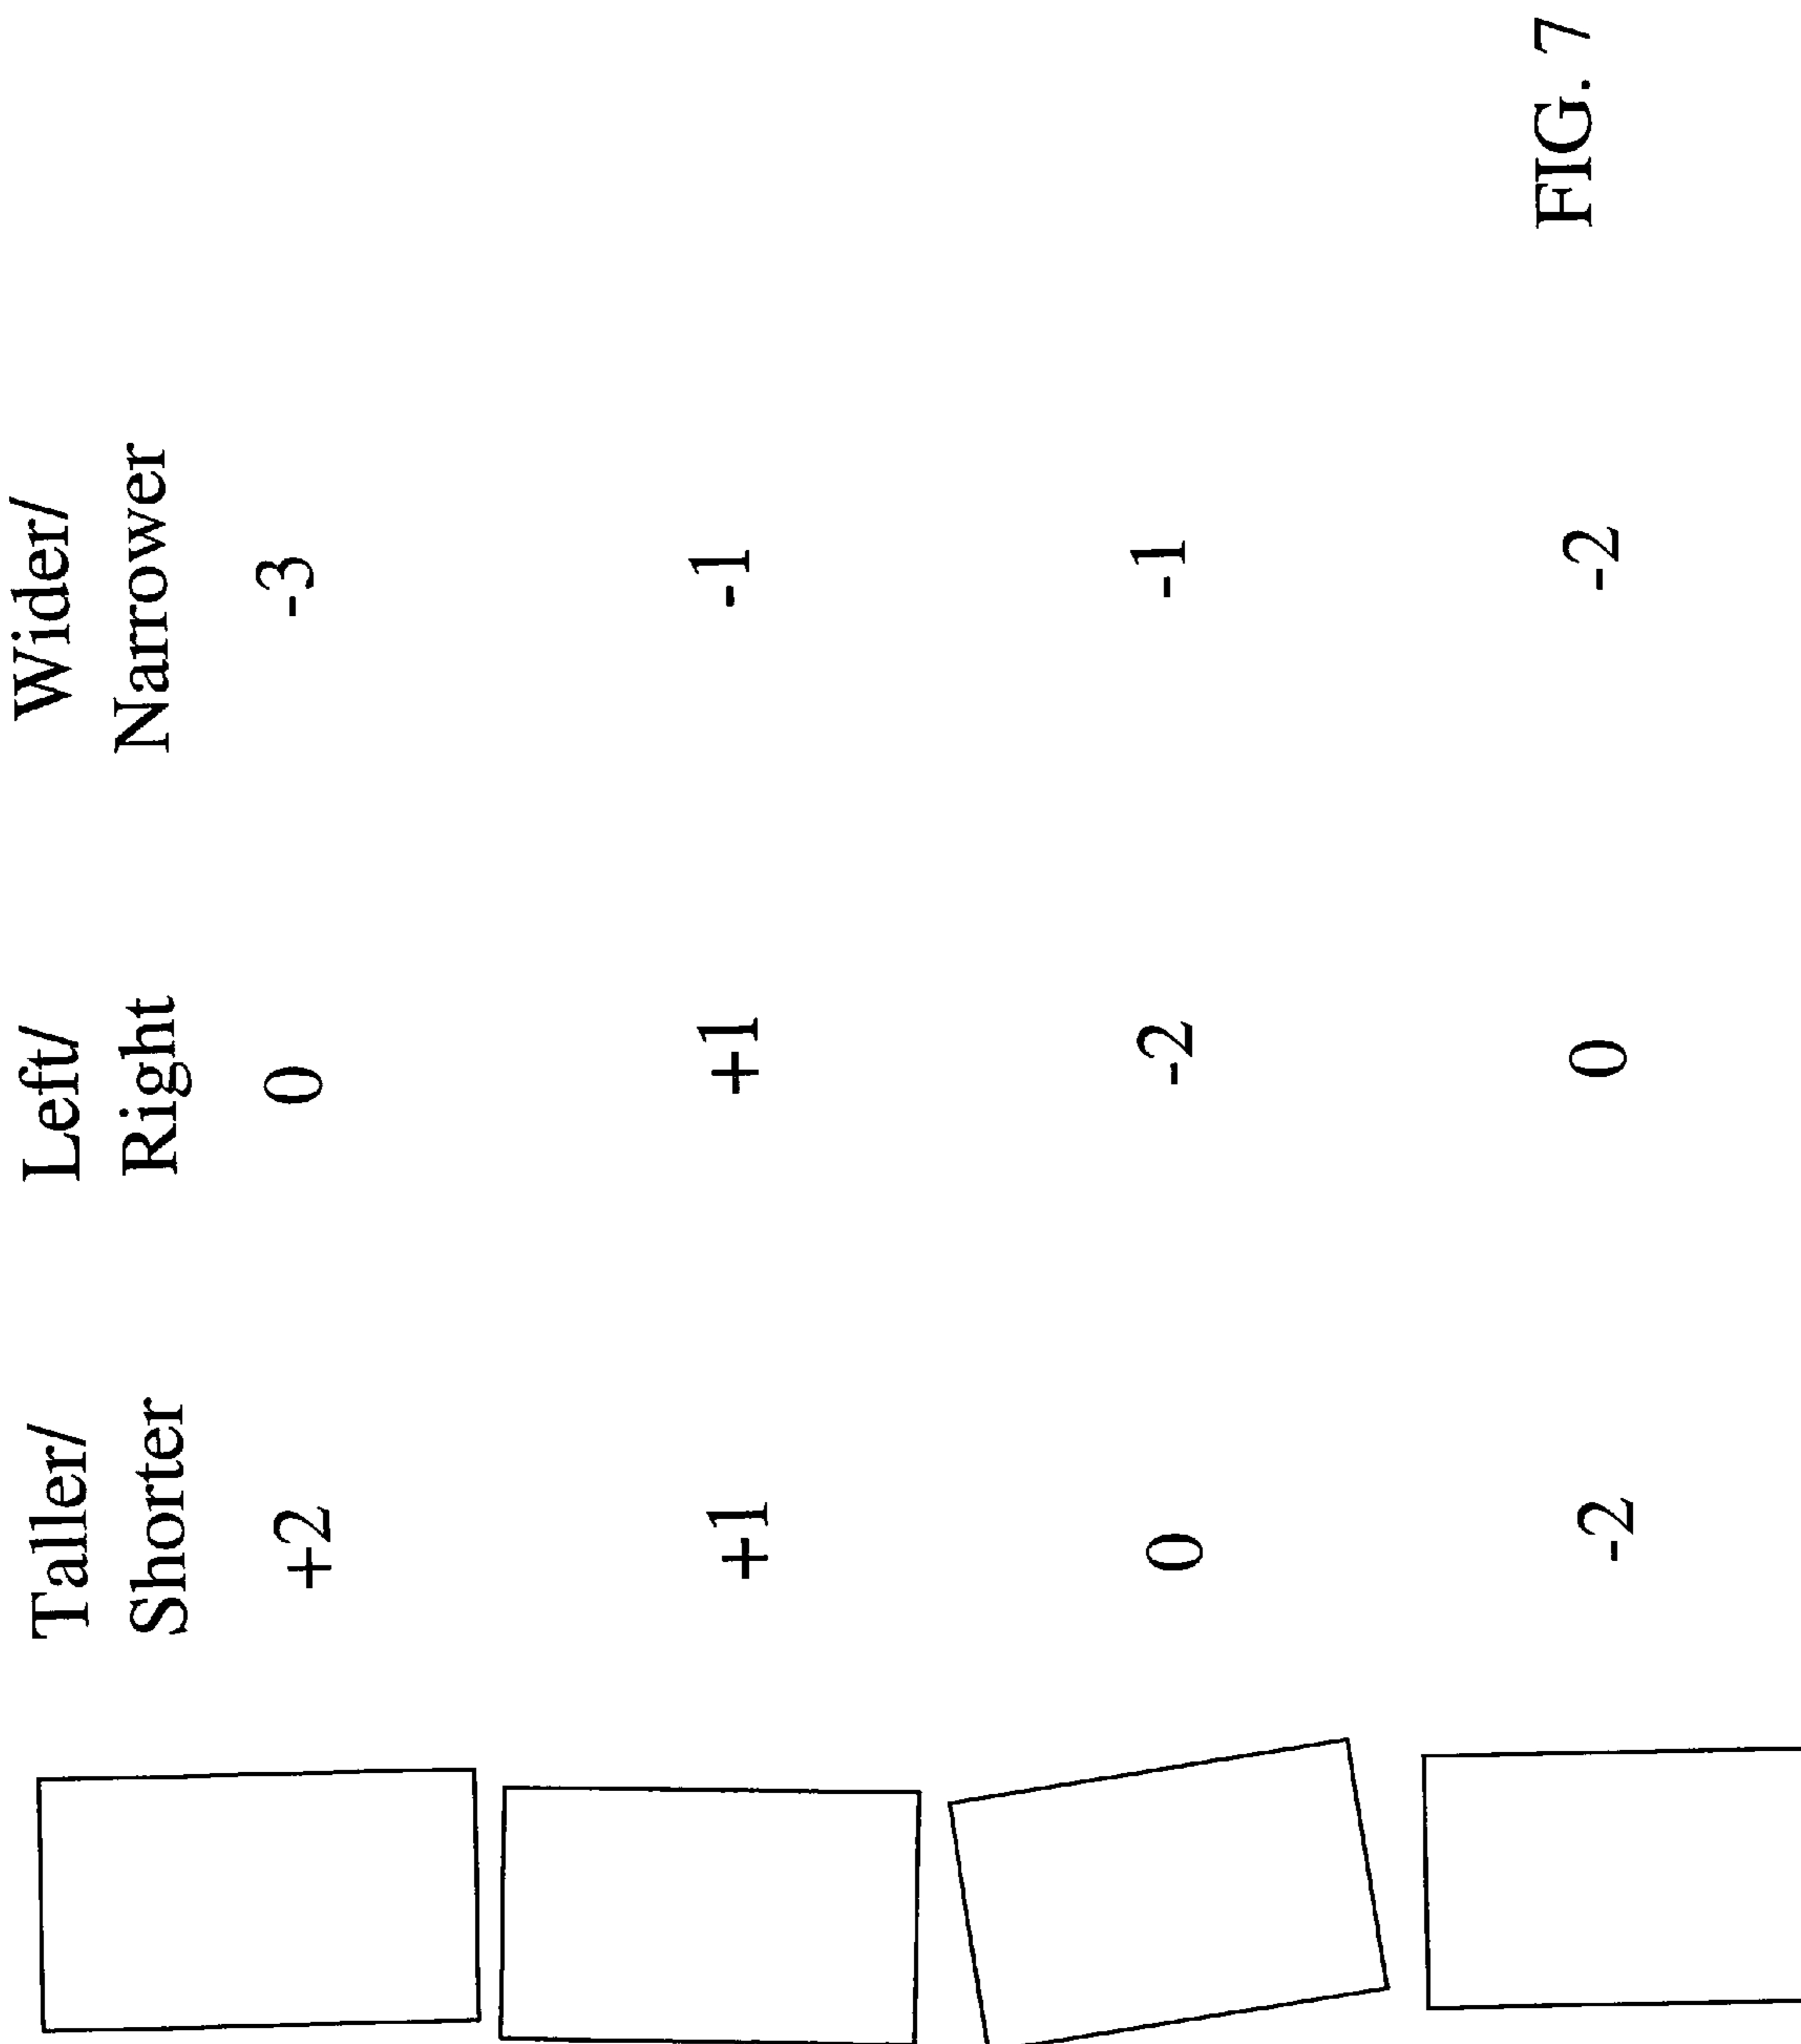 Taller/ Left/ Wider/
Shorter Right Narrower
+2 0 -3
+1 +1 -1
0 -2 -1
-2 0 -2
FIG. 7